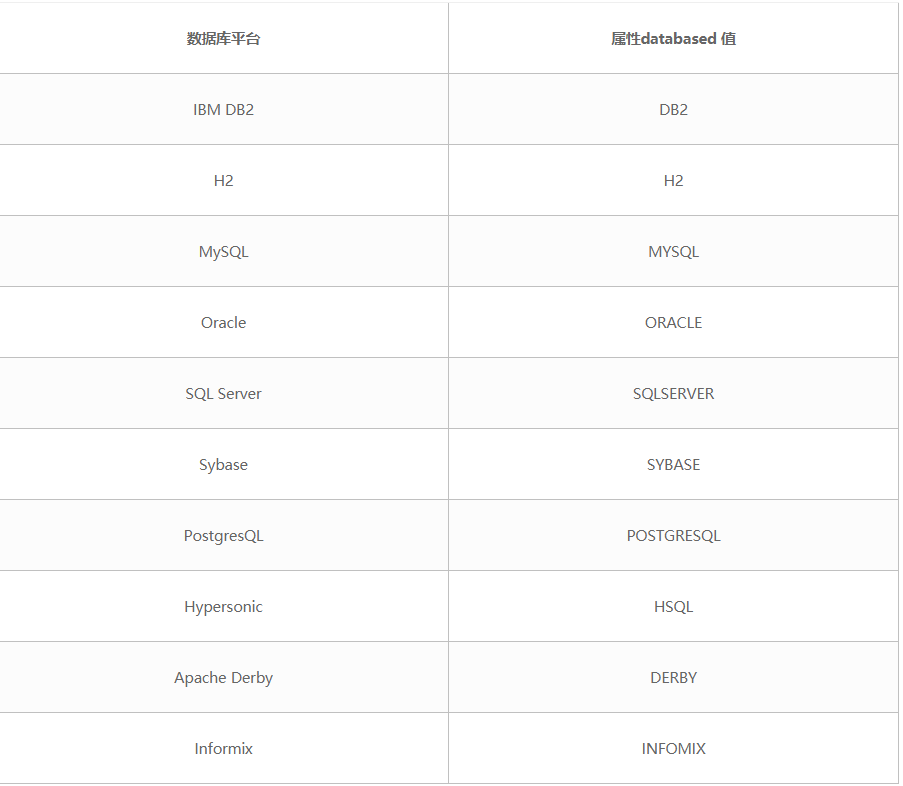 数据库平台 属性databased 值
IBM DB2 DB2
H2 H2
MySQL MYSQL
Oracle ORACLE
SQL Server SQLSERVER
Sybase SYBASE
PostgresQL POSTGRESQL
Hypersonic HSQL
Apache Derby DERBY
Informix INFOMIX